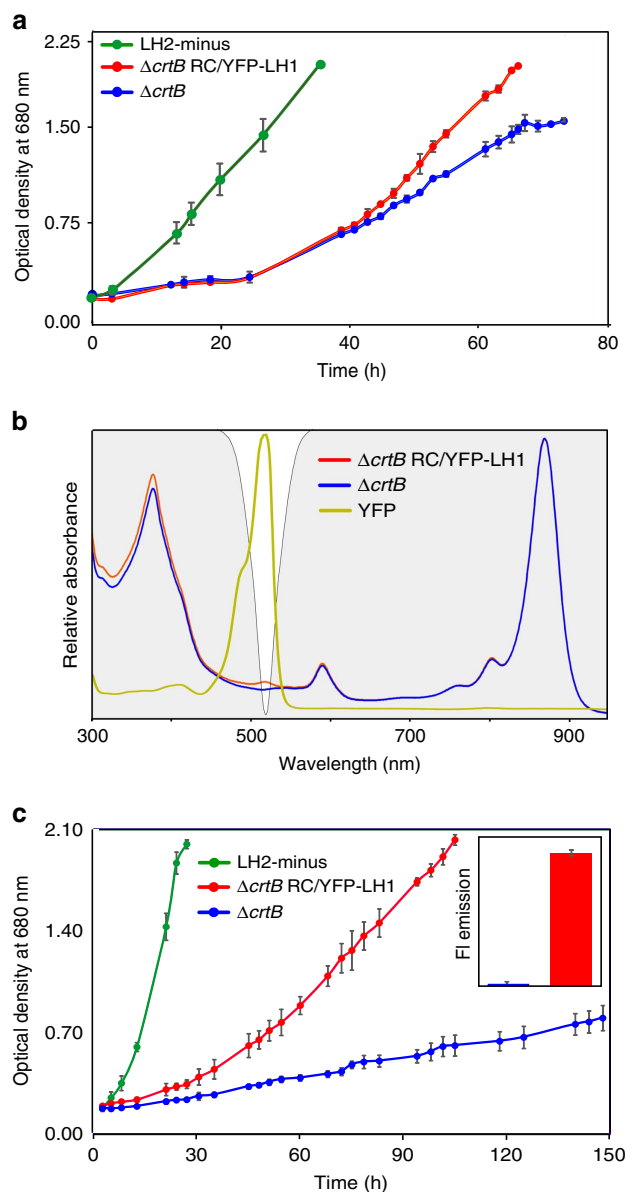 a
2.25
1.50
0.75
0.00
Optical density at 680 nm
LH2-minus
ΔcrtB RC/YFP-LH1
ΔcrtB
0 20 40 60 80
Time (h)
b
Relative absorbance
ΔcrtB RC/YFP-LH1
ΔcrtB
YFP
300 500 700 900
Wavelength (nm)
c
2.10
1.40
0.70
0.00
Optical density at 680 nm
LH2-minus
ΔcrtB RC/YFP-LH1
ΔcrtB
FI emission
0 30 60 90 120 150
Time (h)